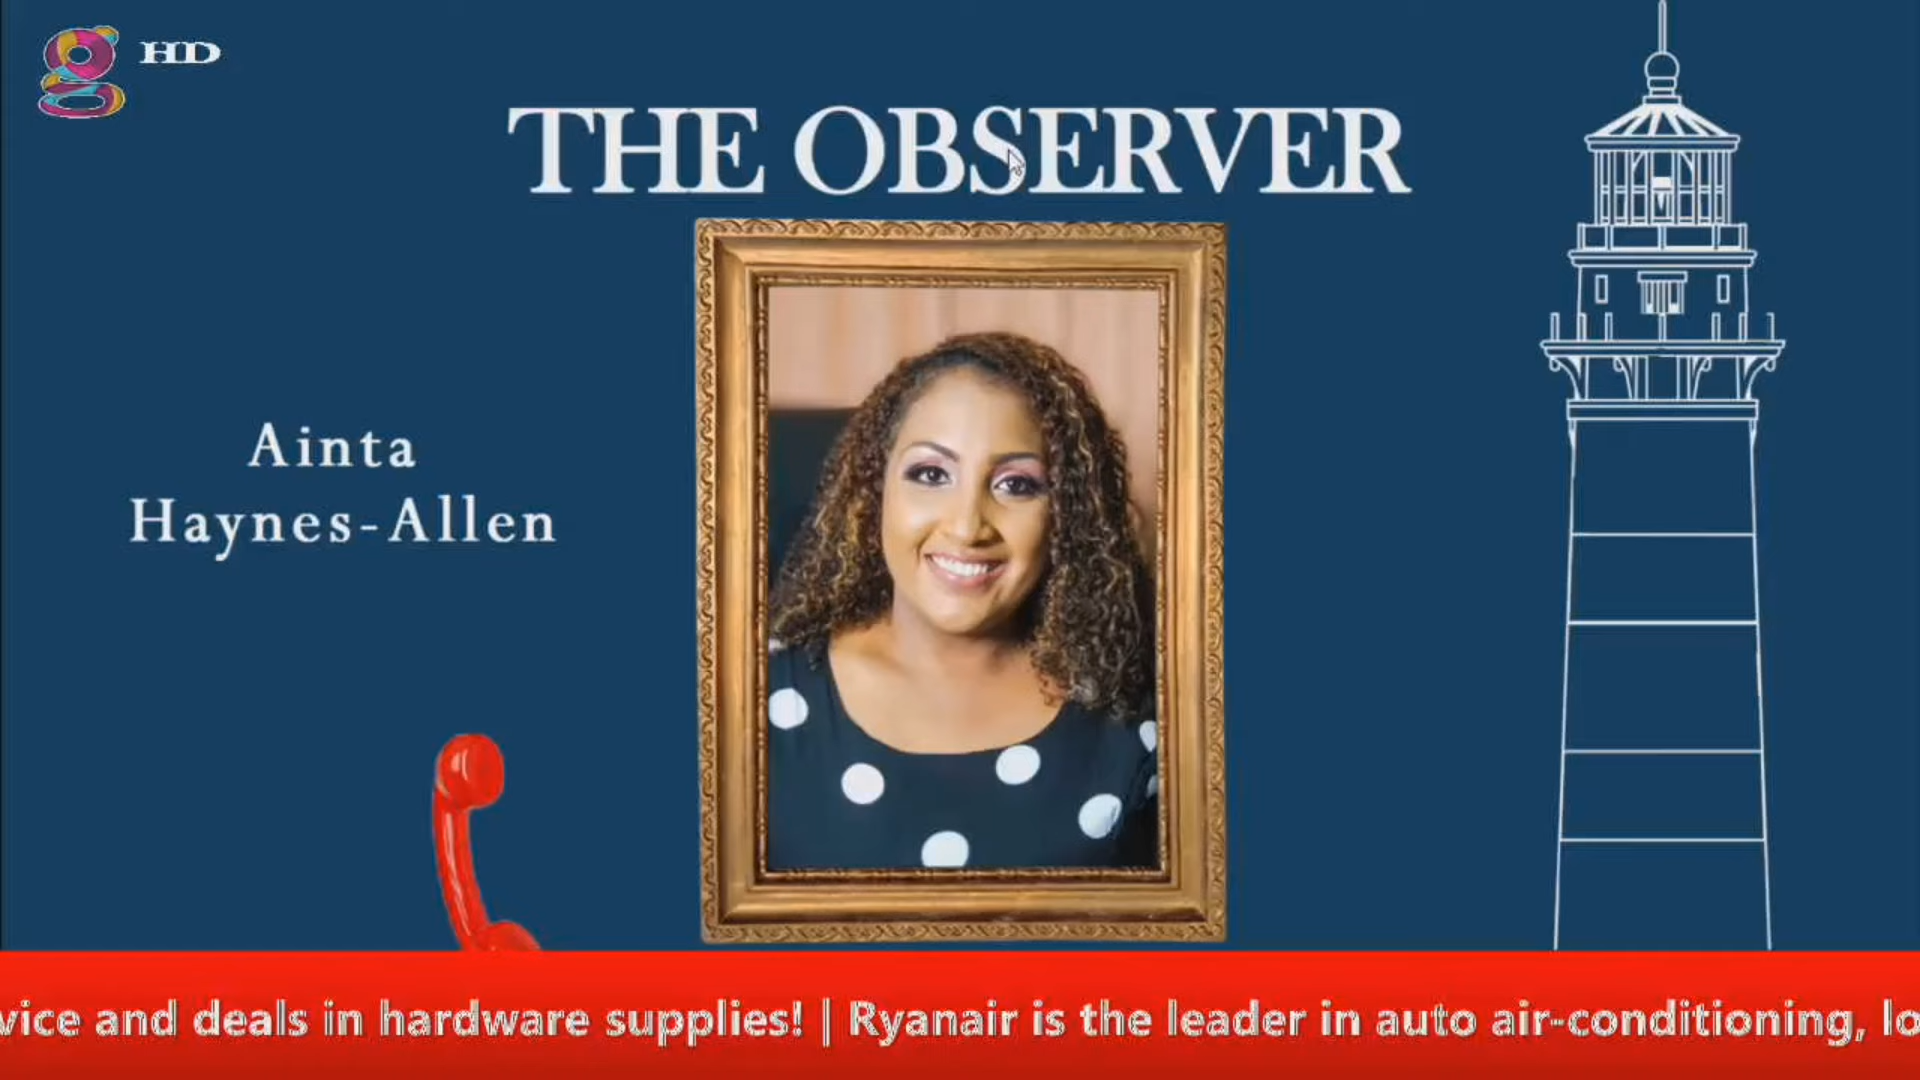 g HD
THE OBSERVER
Ainta
Haynes-Allen
vice and deals in hardware supplies! | Ryanair is the leader in auto air-conditioning, lo